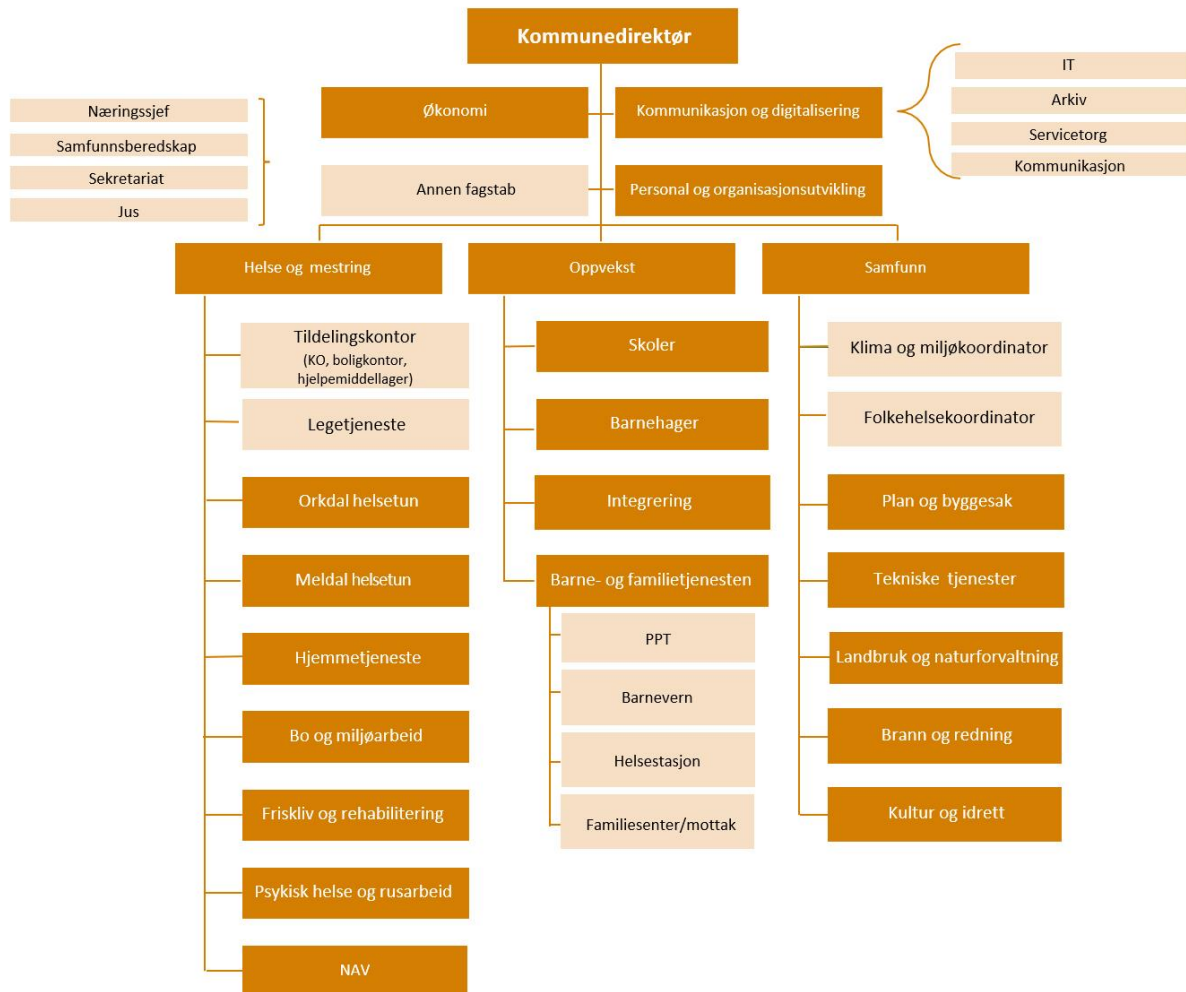 Kommunedirektør
Økonomi
Kommunikasjon og digitalisering
IT
Arkiv
Servicetorg
Kommunikasjon
Næringssjef
Samfunnsberedskap
Sekretariat
Jus
Annen fagstab
Personal og organisasjonsutvikling
Helse og mestring
Oppvekst
Samfunn
Tildelingskontor
(KO, boligkontor,
hjelpemiddellager)
Legetjeneste
Orkdal helsetun
Meldal helsetun
Hjemmetjeneste
Bo og miljøarbeid
Friskliv og rehabilitering
Psykisk helse og rusarbeid
NAV
Skoler
Barnehager
Integrering
Barne- og familietjenesten
PPT
Barnevern
Helsestasjon
Familiesenter/mottak
Klima og miljøkoordinator
Folkehelsekoordinator
Plan og byggesak
Tekniske tjenester
Landbruk og naturforvaltning
Brann og redning
Kultur og idrett